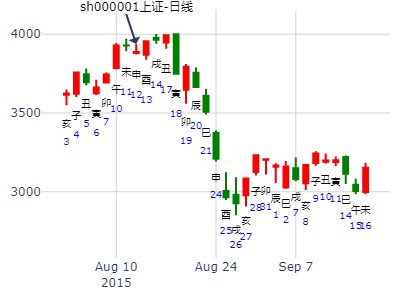 sh000001上证-日线
4000
3500
3000
亥
3
子
4
丑
5
寅
6
卯
7
午
10
未
11
申
12
酉
13
戌
14
丑
17
寅
18
卯
19
辰
20
巳
21
申
24
酉
25
戌
26
亥
27
子
28
卯
31
辰
1
巳
2
戌
7
亥
8
子
9
丑
10
寅
11
巳
14
午
15
未
16
Aug 10
2015
Aug 24
Sep 7